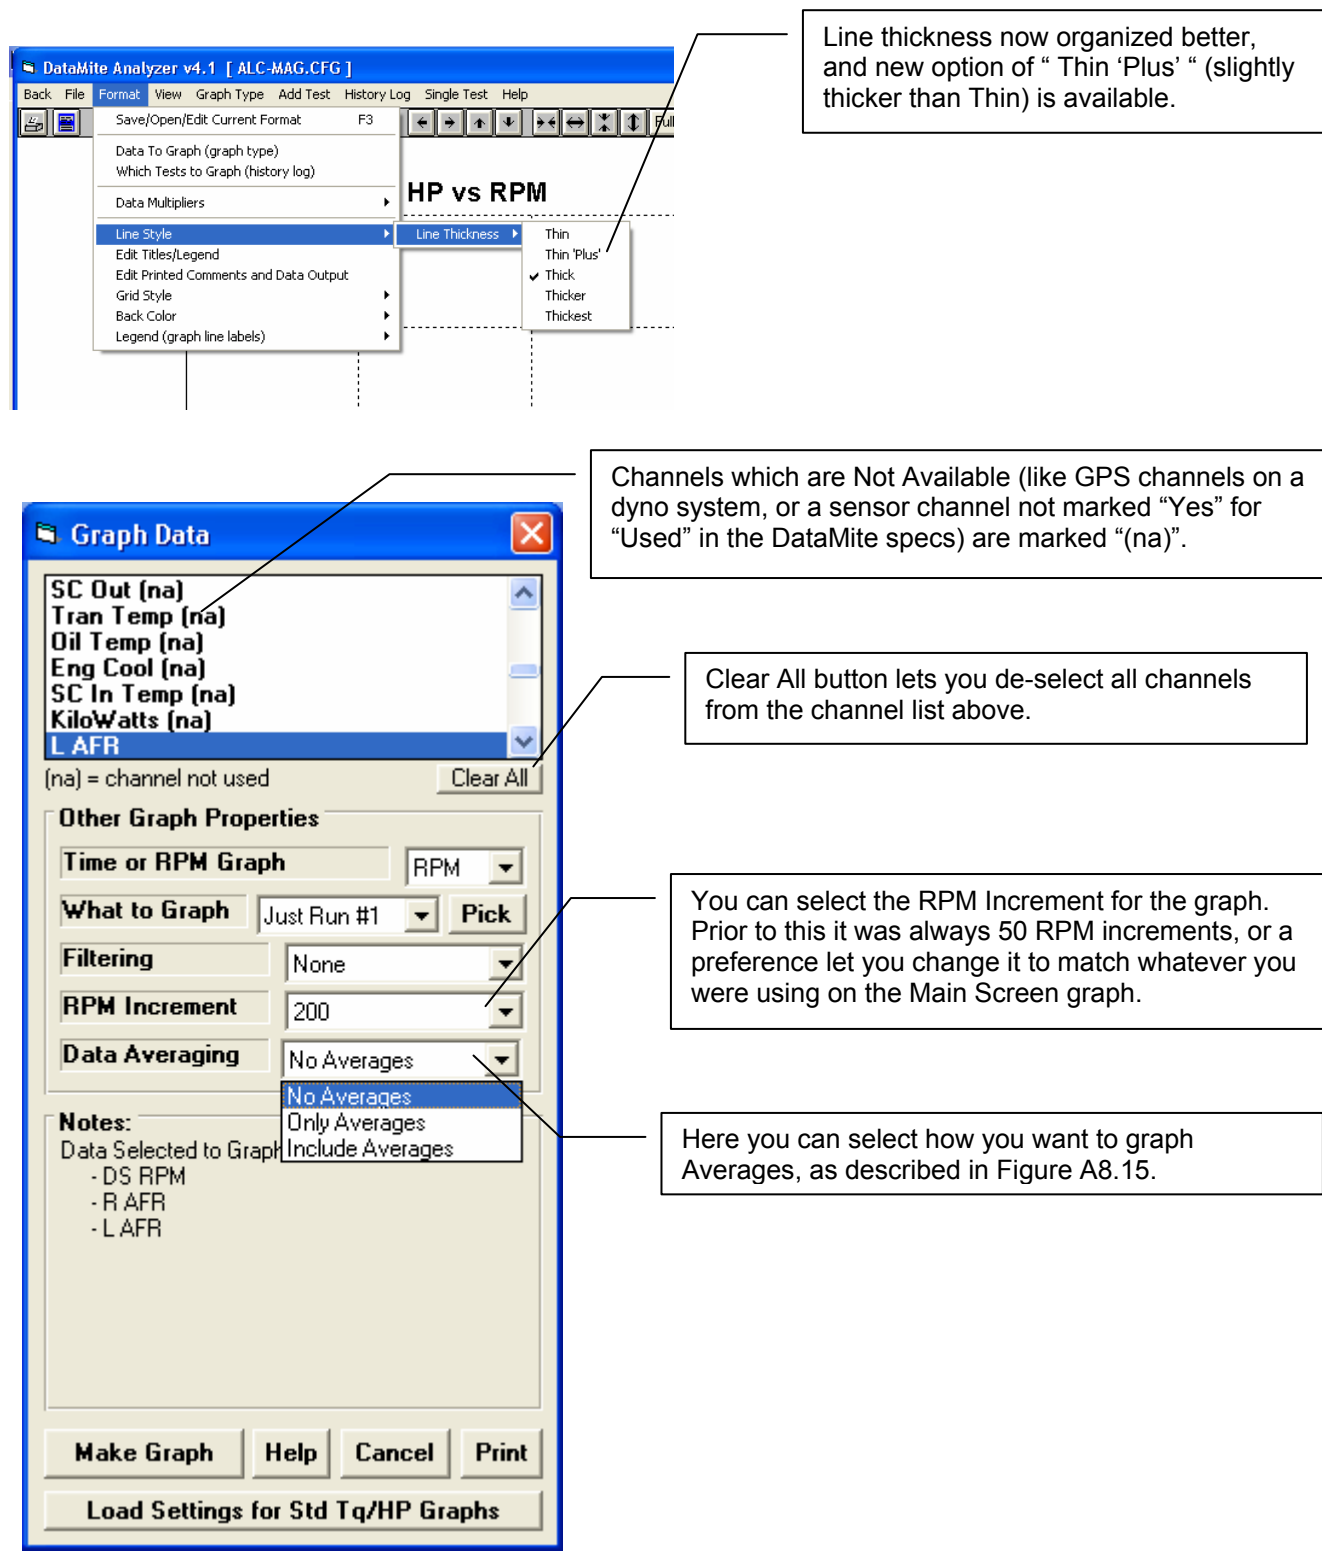 Line thickness now organized better,
and new option of “ Thin ‘Plus’ “ (slightly
thicker than Thin) is available.
DataMite Analyzer v4.1 [ ALC-MAG.CFG ]
Back File Format View Graph Type Add Test History Log Single Test Help
Save/Open/Edit Current Format F3
Data To Graph (graph type)
Which Tests to Graph (history log)
HP vs RPM
Data Multipliers
Line Style
Line Thickness
Thin
Thin 'Plus'
Thick
Thicker
Thickest
Edit Titles/Legend
Edit Printed Comments and Data Output
Grid Style
Back Color
Legend (graph line labels)
Channels which are Not Available (like GPS channels on a
dyno system, or a sensor channel not marked “Yes” for
“Used” in the DataMite specs) are marked “(na)”.
Graph Data
SC Out (na)
Tran Temp (na)
Oil Temp (na)
Eng Cool (na)
SC In Temp (na)
KiloWatts (na)
L AFR
(na) = channel not used
Clear All
Clear All button lets you de-select all channels
from the channel list above.
Other Graph Properties
Time or RPM Graph RPM
What to Graph Just Run #1 Pick
Filtering None
RPM Increment 200
Data Averaging No Averages
No Averages
Only Averages
Include Averages
You can select the RPM Increment for the graph.
Prior to this it was always 50 RPM increments, or a
preference let you change it to match whatever you
were using on the Main Screen graph.
Here you can select how you want to graph
Averages, as described in Figure A8.15.
Notes:
Data Selected to Graph
- DS RPM
- R AFR
- L AFR
Make Graph Help Cancel Print
Load Settings for Std Tq/HP Graphs